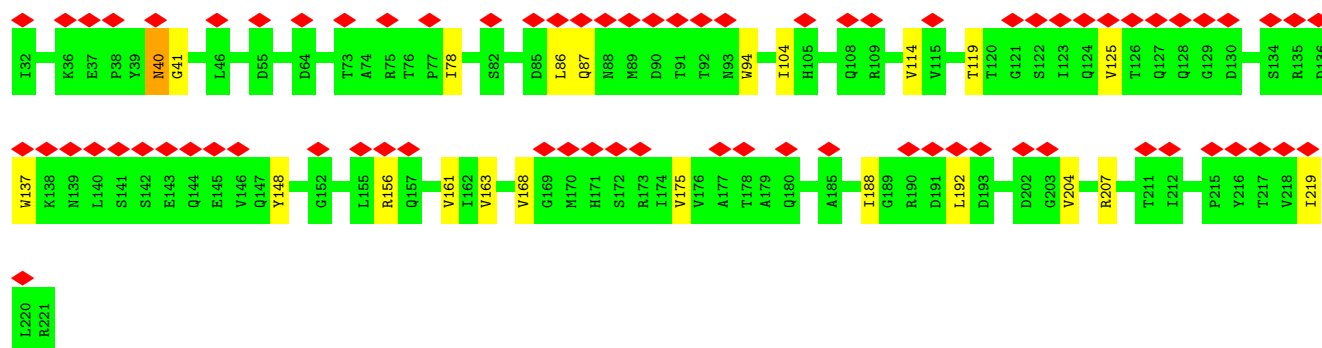 I32 K36 E37 P38 Y39 N40 G41 L46 D55 D64 T73 A74 R75 T76 P77 I78 S82 D85 L86 Q87 N88 M89 D90 T91 T92 N93 W94 I104 H105 Q108 R109 V114 V115 T119 T120 G121 S122 I123 Q124 V125 T126 Q127 Q128 G129 D130 S134 R135 D136
W137 K138 N139 L140 S141 S142 E143 Q144 E145 V146 Q147 Y148 G152 L155 R156 Q157 V161 I162 V163 V168 G169 M170 H171 S172 R173 I174 V175 V176 A177 T178 A179 Q180 A185 I188 G189 R190 D191 L192 D193 D202 G203 V204 R207 T211 I212 P215 Y216 T217 V218 I219
L220 R221